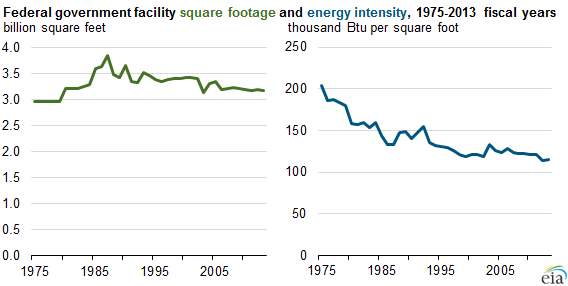 Federal government facility square footage and energy intensity, 1975-2013 fiscal years
billion square feet
thousand Btu per square foot
4.0
3.5
3.0
2.5
2.0
1.5
1.0
0.5
0.0
1975 1985 1995 2005
250
200
150
100
50
0
1975 1985 1995 2005
eia